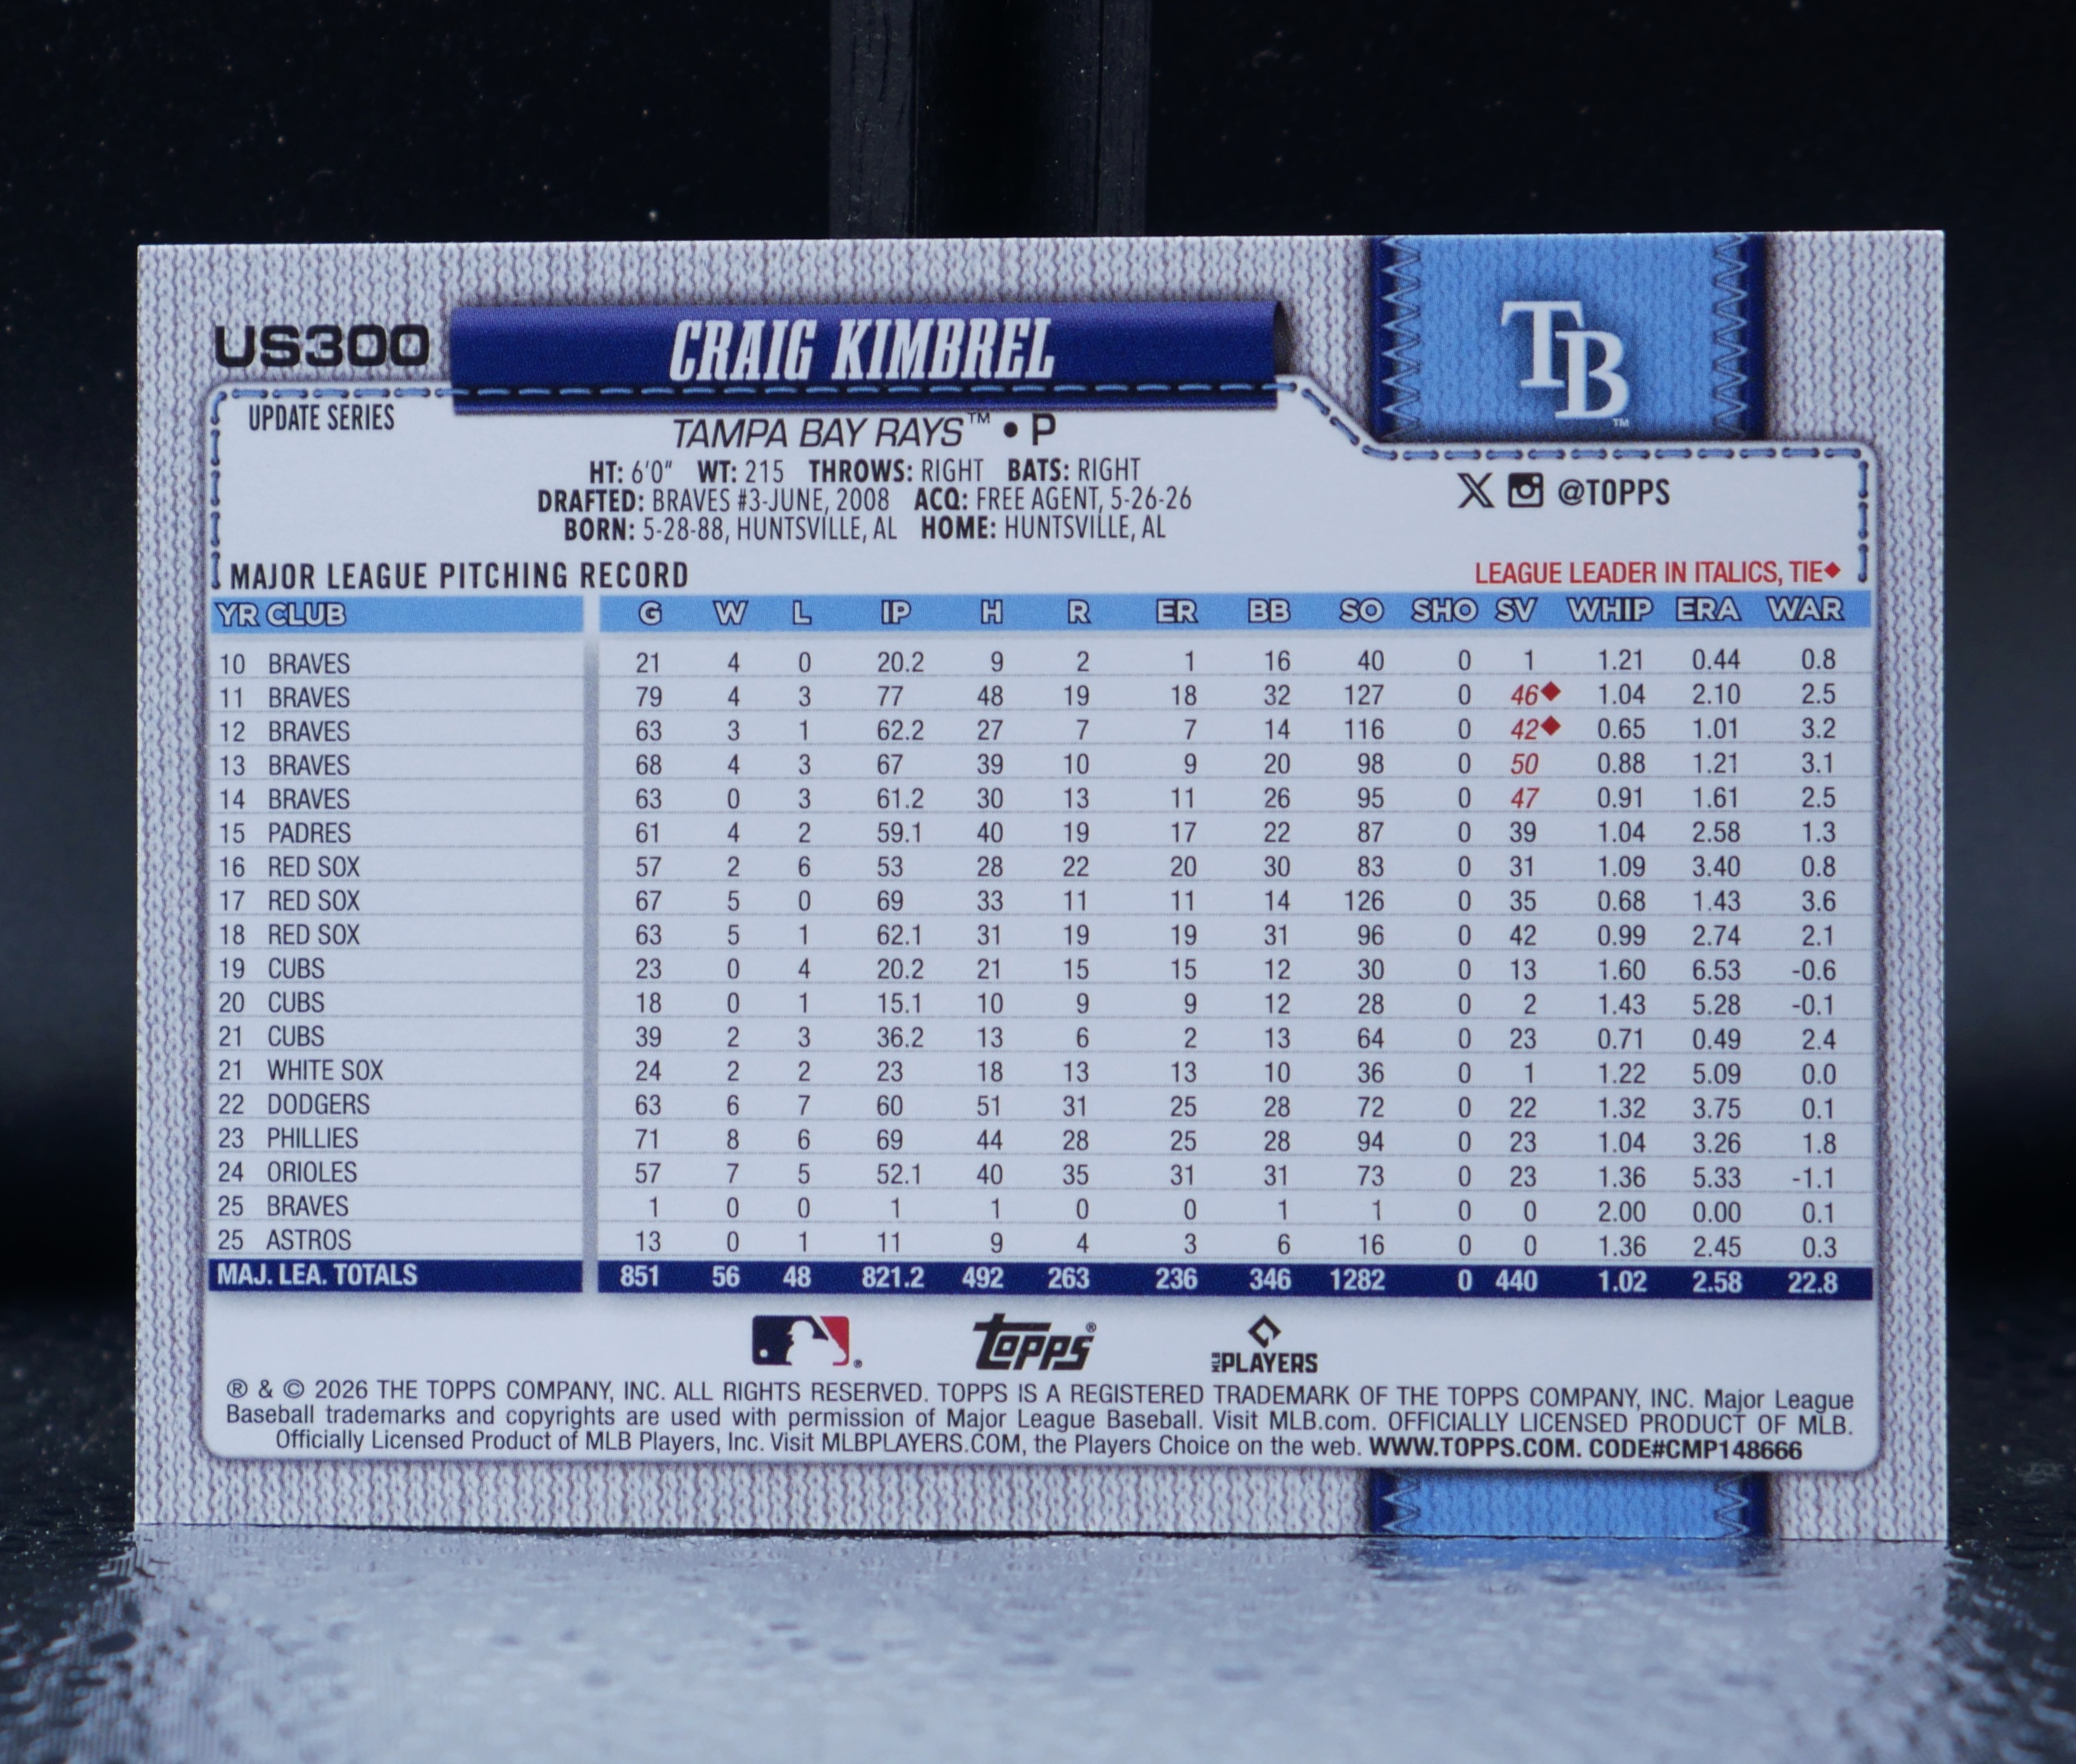 US300
CRAIG KIMBREL
TB™
UPDATE SERIES
TAMPA BAY RAYS™ • P
HT: 6'0" WT: 215 THROWS: RIGHT BATS: RIGHT
DRAFTED: BRAVES #3-JUNE, 2008 ACQ: FREE AGENT, 5-26-26
BORN: 5-28-88, HUNTSVILLE, AL HOME: HUNTSVILLE, AL
@TOPPS
MAJOR LEAGUE PITCHING RECORD
LEAGUE LEADER IN ITALICS, TIE◆
YR CLUB G W L IP H R ER BB SO SHO SV WHIP ERA WAR
10 BRAVES 21 4 0 20.2 9 2 1 16 40 0 1 1.21 0.44 0.8
11 BRAVES 79 4 3 77 48 19 18 32 127 0 46◆ 1.04 2.10 2.5
12 BRAVES 63 3 1 62.2 27 7 7 14 116 0 42◆ 0.65 1.01 3.2
13 BRAVES 68 4 3 67 39 10 9 20 98 0 50 0.88 1.21 3.1
14 BRAVES 63 0 3 61.2 30 13 11 26 95 0 47 0.91 1.61 2.5
15 PADRES 61 4 2 59.1 40 19 17 22 87 0 39 1.04 2.58 1.3
16 RED SOX 57 2 6 53 28 22 20 30 83 0 31 1.09 3.40 0.8
17 RED SOX 67 5 0 69 33 11 11 14 126 0 35 0.68 1.43 3.6
18 RED SOX 63 5 1 62.1 31 19 19 31 96 0 42 0.99 2.74 2.1
19 CUBS 23 0 4 20.2 21 15 15 12 30 0 13 1.60 6.53 -0.6
20 CUBS 18 0 1 15.1 10 9 9 12 28 0 2 1.43 5.28 -0.1
21 CUBS 39 2 3 36.2 13 6 2 13 64 0 23 0.71 0.49 2.4
21 WHITE SOX 24 2 2 23 18 13 13 10 36 0 1 1.22 5.09 0.0
22 DODGERS 63 6 7 60 51 31 25 28 72 0 22 1.32 3.75 0.1
23 PHILLIES 71 8 6 69 44 28 25 28 94 0 23 1.04 3.26 1.8
24 ORIOLES 57 7 5 52.1 40 35 31 31 73 0 23 1.36 5.33 -1.1
25 BRAVES 1 0 0 1 1 0 0 1 1 0 0 2.00 0.00 0.1
25 ASTROS 13 0 1 11 9 4 3 6 16 0 0 1.36 2.45 0.3
MAJ. LEA. TOTALS 851 56 48 821.2 492 263 236 346 1282 0 440 1.02 2.58 22.8
topps® MLB PLAYERS
® & © 2026 THE TOPPS COMPANY, INC. ALL RIGHTS RESERVED. TOPPS IS A REGISTERED TRADEMARK OF THE TOPPS COMPANY, INC. Major League
Baseball trademarks and copyrights are used with permission of Major League Baseball. Visit MLB.com. OFFICIALLY LICENSED PRODUCT OF MLB.
Officially Licensed Product of MLB Players, Inc. Visit MLBPLAYERS.COM, the Players Choice on the web. WWW.TOPPS.COM. CODE#CMP148666